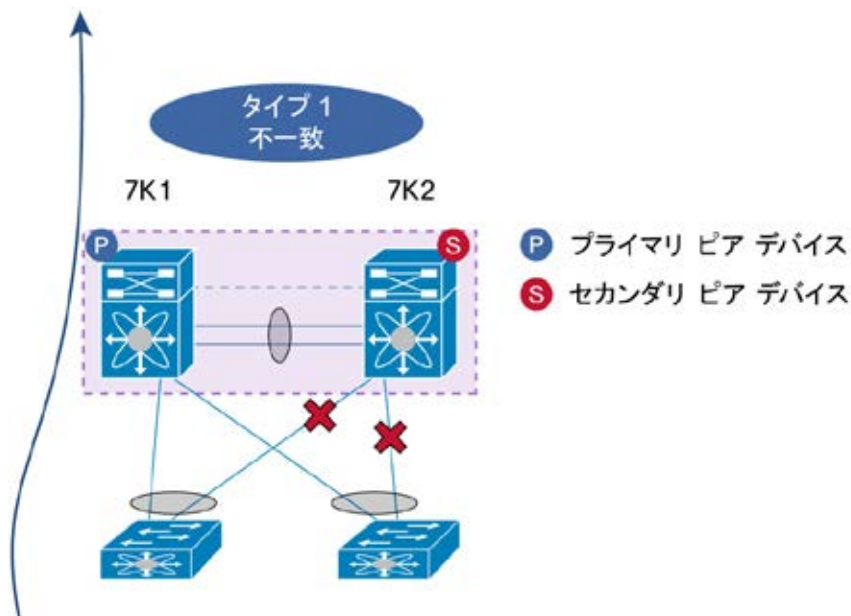 タイプ 1
不一致
7K1
7K2
P
S
P プライマリ ピア デバイス
S セカンダリ ピア デバイス